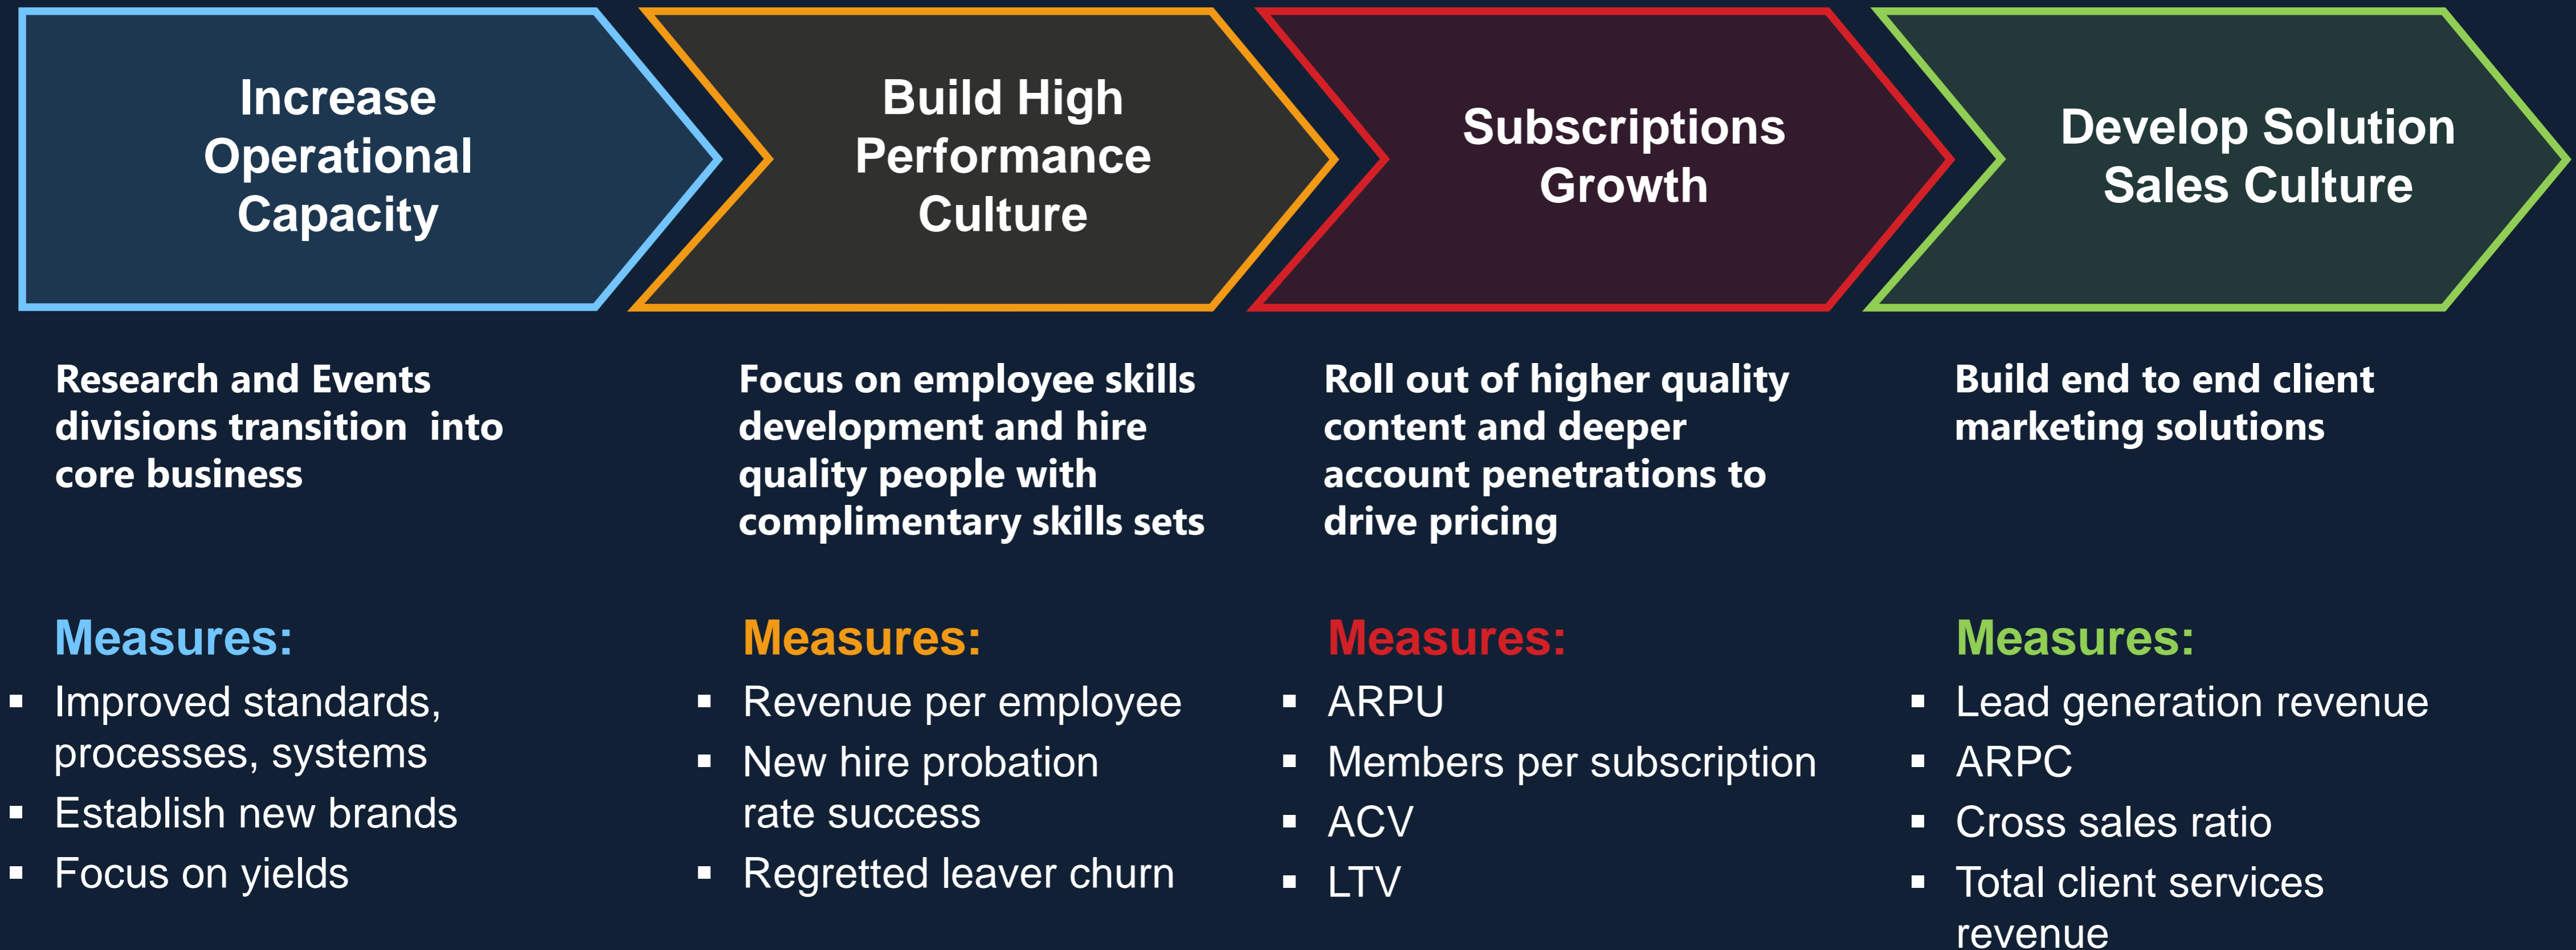 Increase
Operational
Capacity
Build High
Performance
Culture
Subscriptions
Growth
Develop Solution
Sales Culture
Research and Events
divisions transition  into
core business
Focus on employee skills
development and hire
quality people with
complimentary skills sets
Roll out of higher quality
content and deeper
account penetrations to
drive pricing
Build end to end client
marketing solutions
Measures:
▪ Improved standards,
processes, systems
▪ Establish new brands
▪ Focus on yields
Measures:
▪ Revenue per employee
▪ New hire probation
rate success
▪ Regretted leaver churn
Measures:
▪ ARPU
▪ Members per subscription
▪ ACV
▪ LTV
Measures:
▪ Lead generation revenue
▪ ARPC
▪ Cross sales ratio
▪ Total client services
revenue